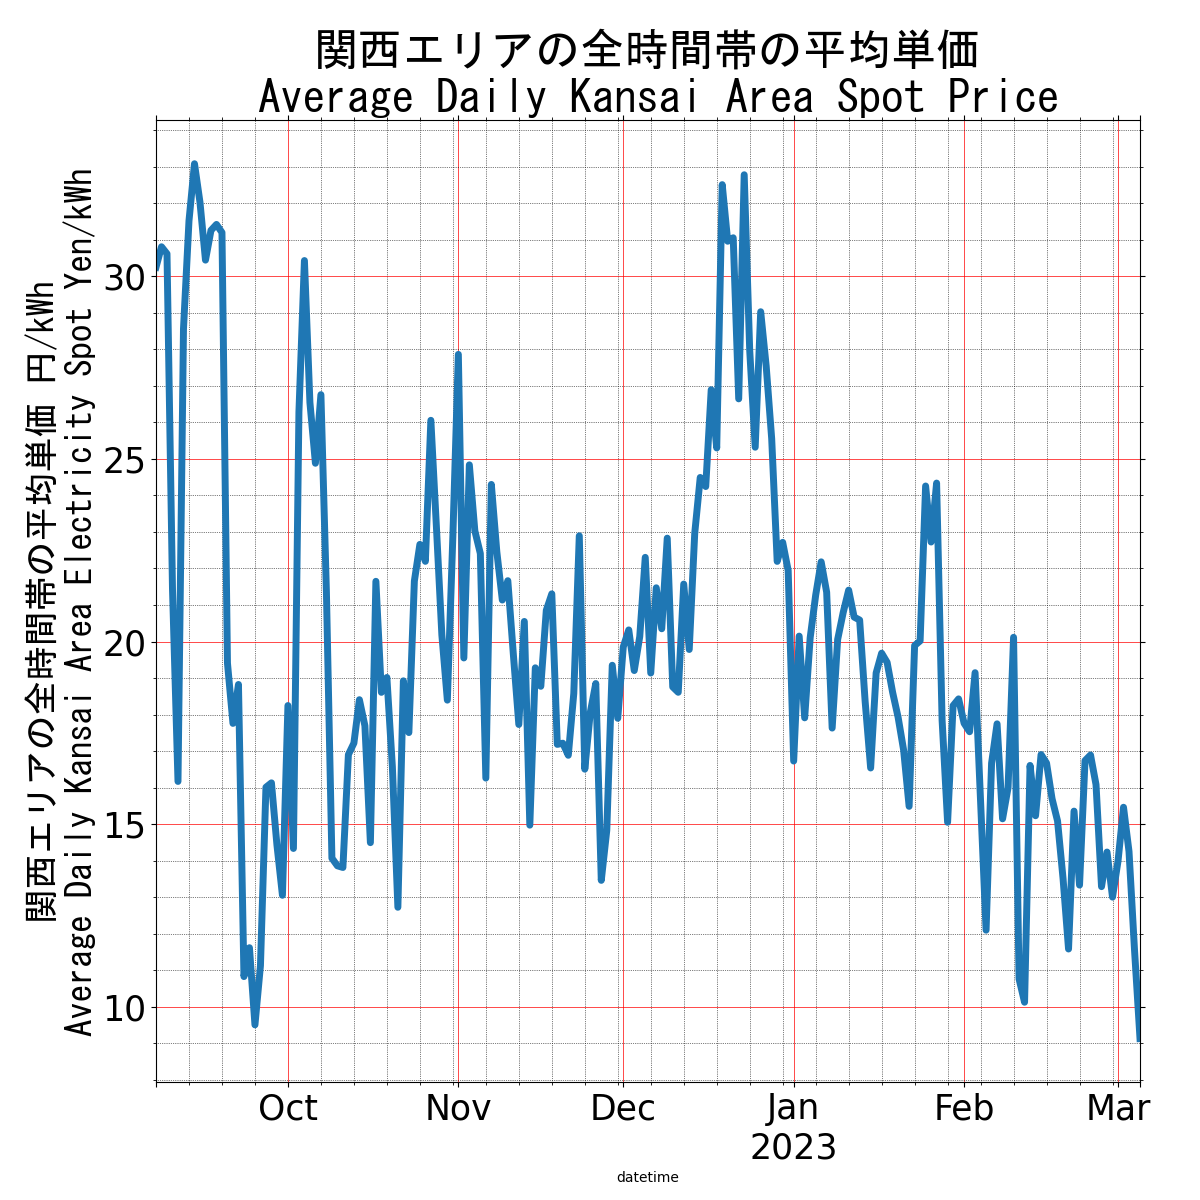 関西エリアの全時間帯の平均単価
Average Daily Kansai Area Spot Price
関西エリアの全時間帯の平均単価 円/kWh
Average Daily Kansai Area Electricity Spot Yen/kWh
30
25
20
15
10
Oct
Nov
Dec
Jan
2023
Feb
Mar
datetime